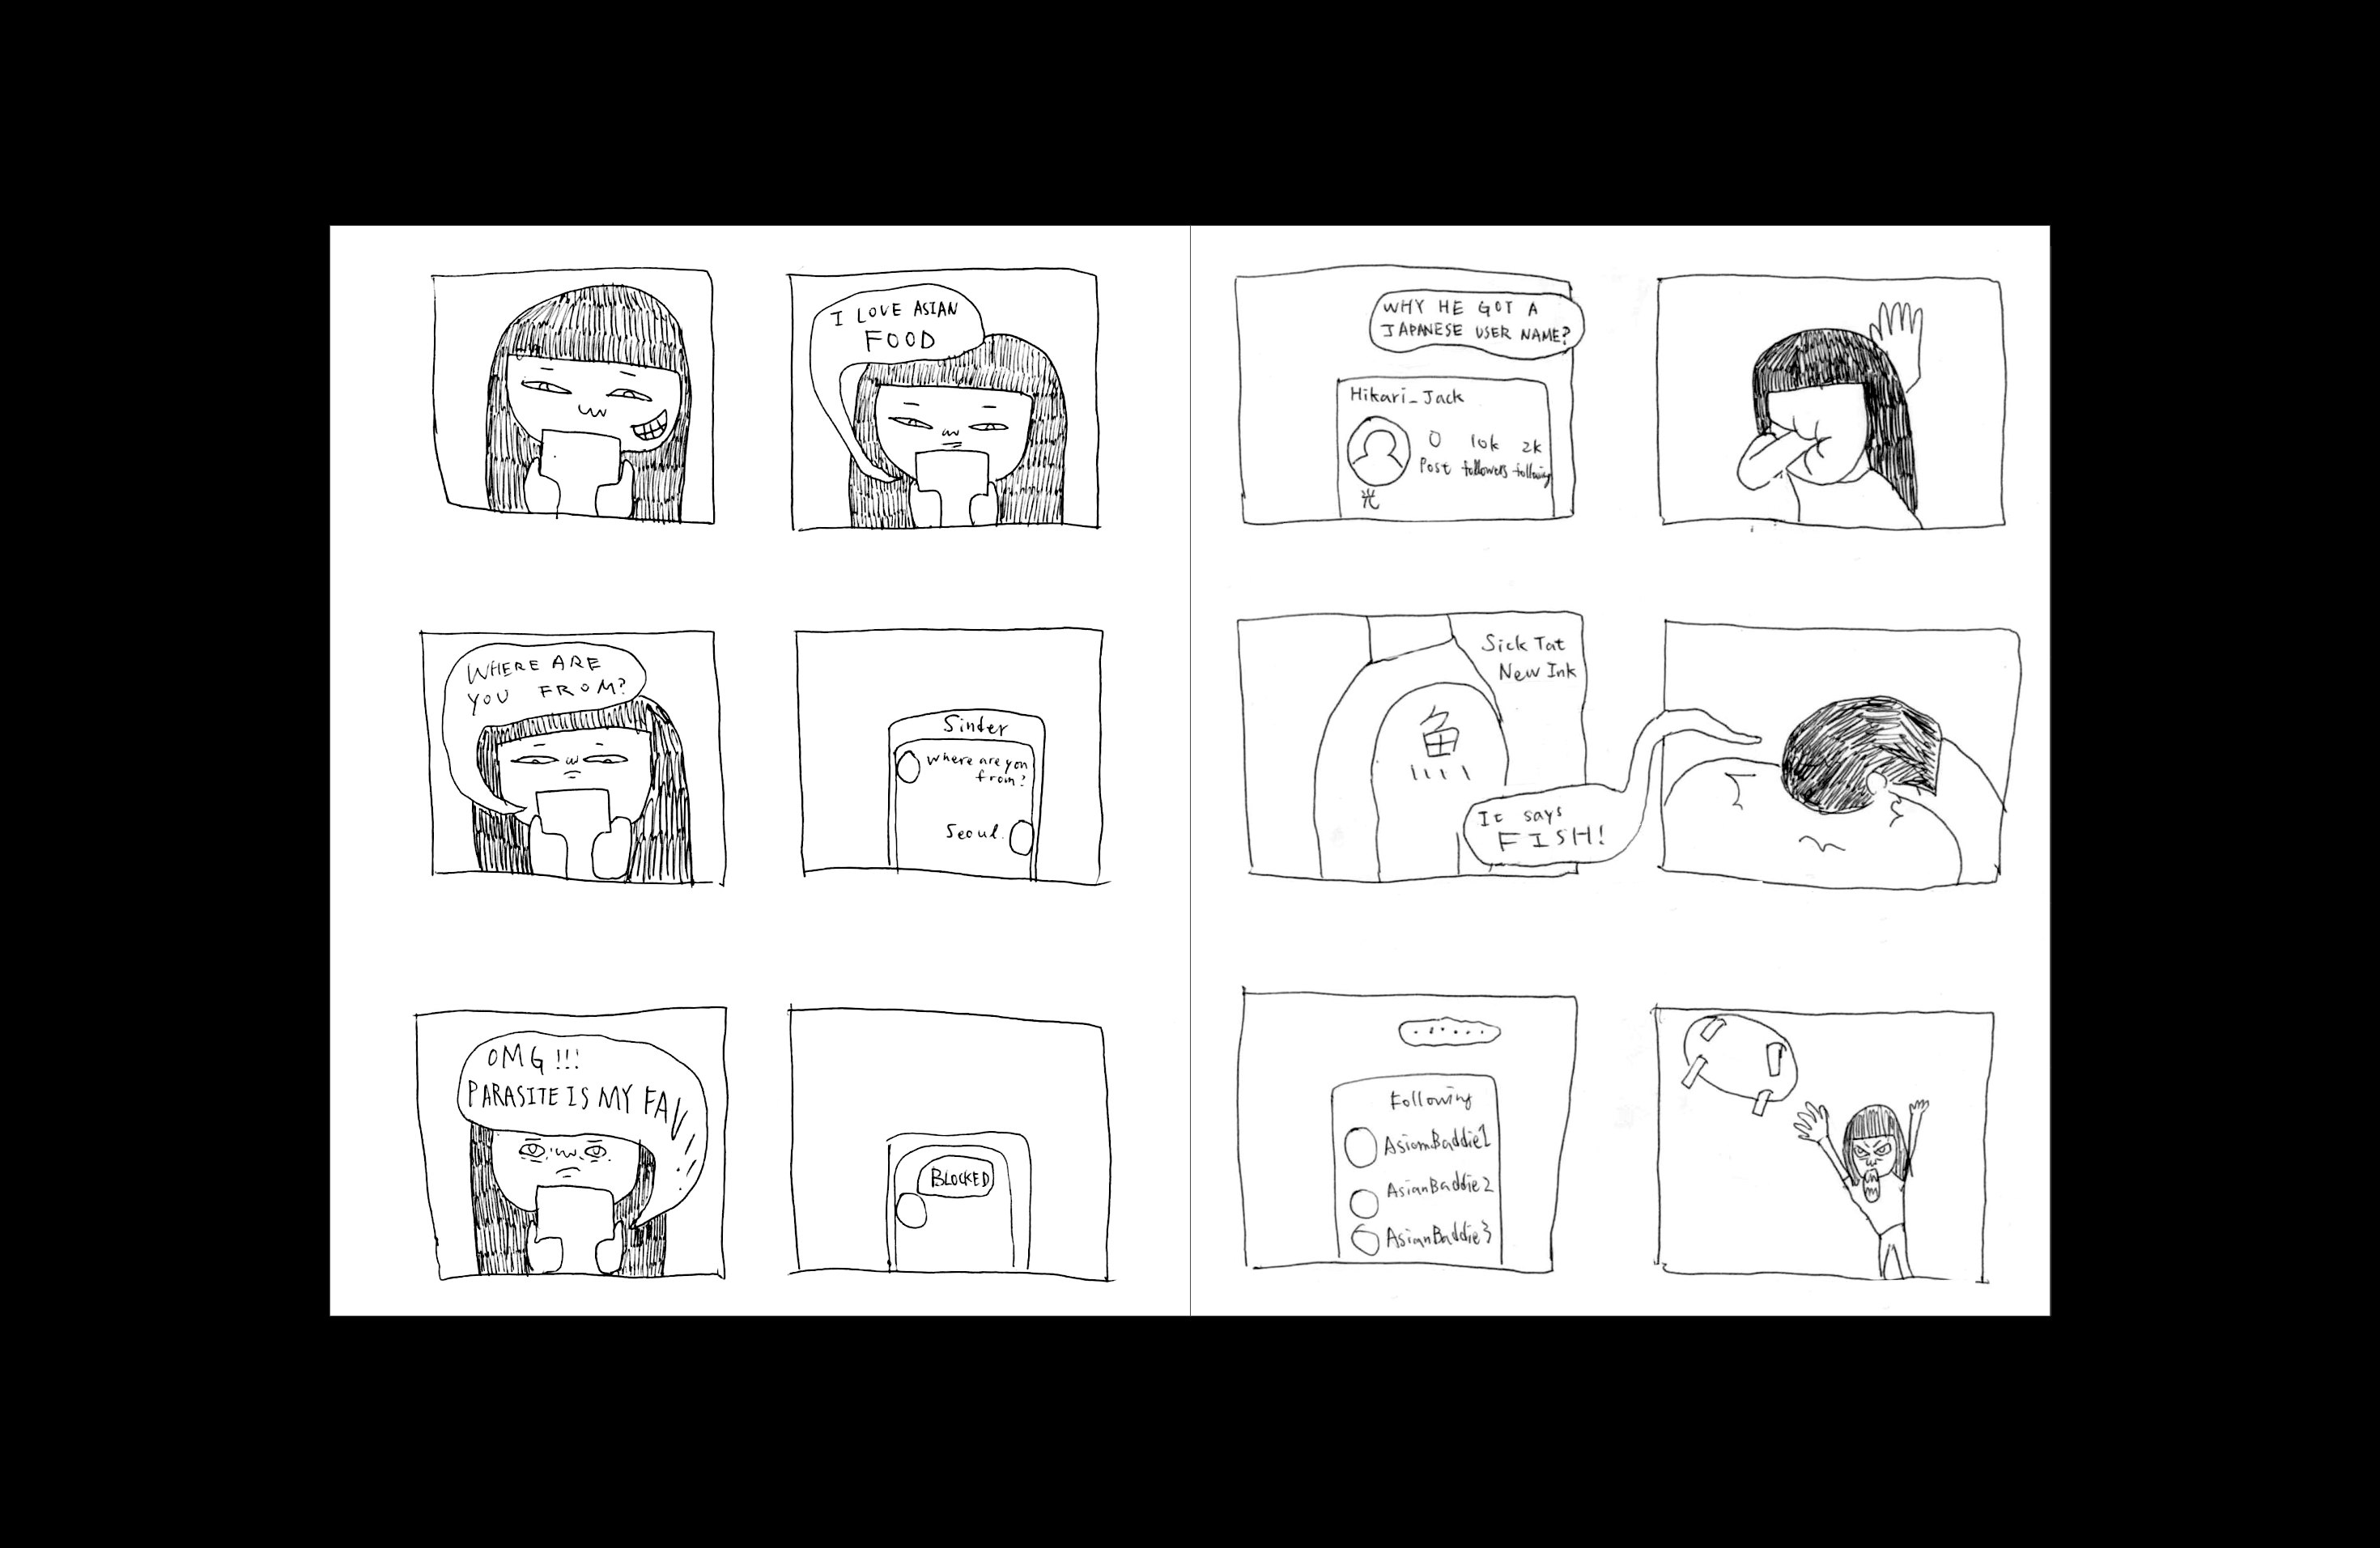 I LOVE ASIAN
FOOD
WHERE ARE
YOU FROM?
Sinder
Where are you
from?
Seoul.
OMG!!!
PARASITE IS MY FAV
BLOCKED
WHY HE GOT A
JAPANESE USER NAME?
Hikari_Jack
0 10k 2k
Post followers following
光
Sick Tat
New Ink
魚
It says
FISH!
......
Following
AsianBaddie1
AsianBaddie2
AsianBaddie3